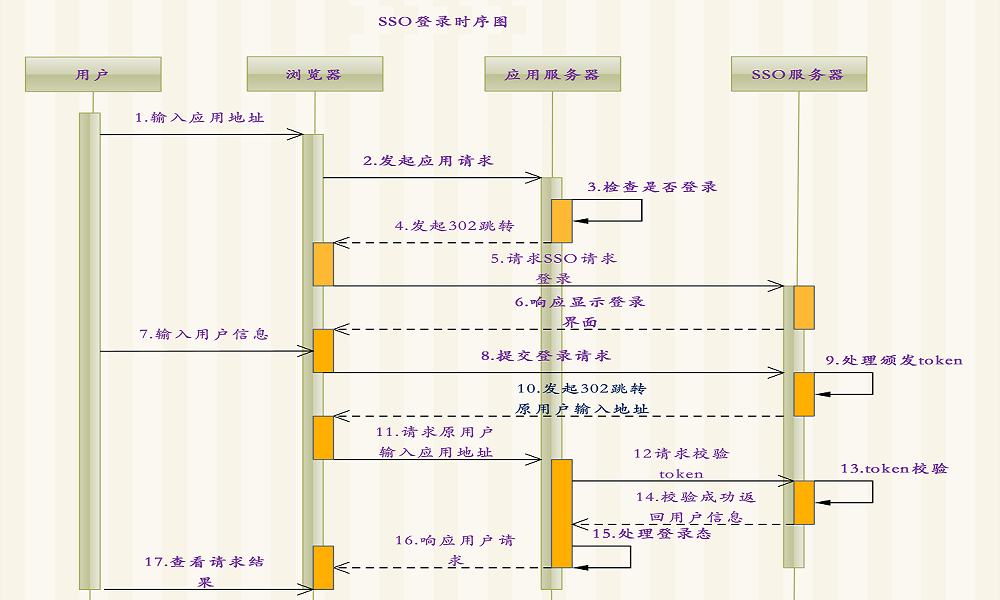 SSO登录时序图
用户
浏览器
应用服务器
SSO服务器
1.输入应用地址
2.发起应用请求
3.检查是否登录
4.发起302跳转
5.请求SSO请求
登录
6.响应显示登录
界面
7.输入用户信息
8.提交登录请求
9.处理颁发token
10.发起302跳转
原用户输入地址
11.请求原用户
输入应用地址
12请求校验
token
13.token校验
14.校验成功返
回用户信息
15.处理登录态
16.响应用户请
求
17.查看请求结
果